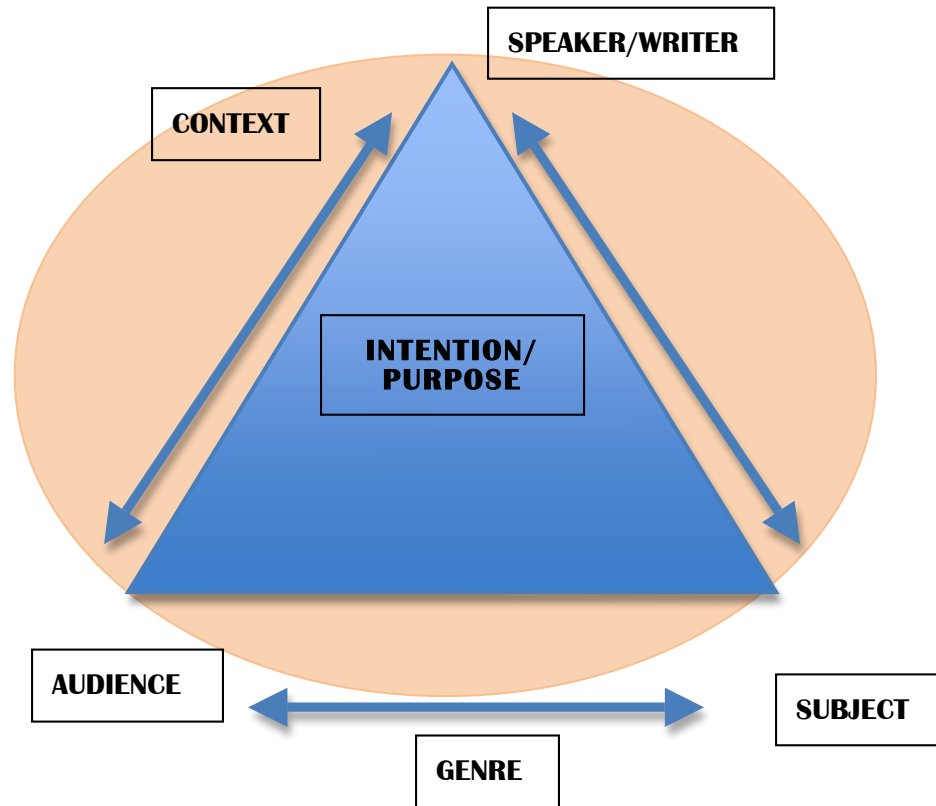 SPEAKER/WRITER
CONTEXT
INTENTION/
PURPOSE
AUDIENCE
SUBJECT
GENRE